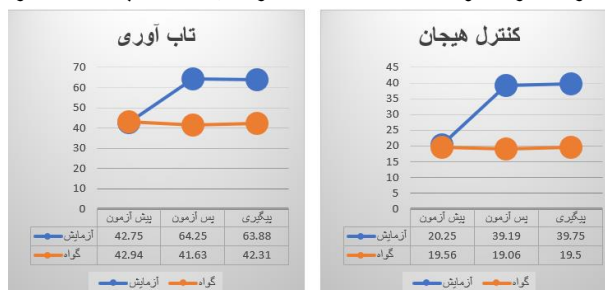 تاب آوری
70
60
50
40
30
20
10
0
پیش آزمون پس آزمون پیگیری
آزمایش 42.75 64.25 63.88
گواه 42.94 41.63 42.31
آزمایش گواه
کنترل هیجان
45
40
35
30
25
20
15
10
5
0
پیش آزمون پس آزمون پیگیری
آزمایش 20.25 39.19 39.75
گواه 19.56 19.06 19.5
آزمایش گواه